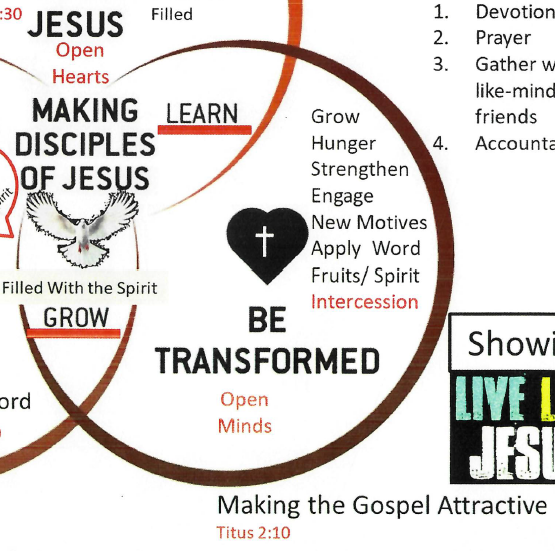 :30
JESUS
Filled
Open
Hearts
MAKING
DISCIPLES
OF JESUS
LEARN
Filled With the Spirit
GROW
ord
Grow
Hunger
Strengthen
Engage
New Motives
Apply Word
Fruits/ Spirit
Intercession
BE
TRANSFORMED
Open
Minds
1. Devotion
2. Prayer
3. Gather w
like-mind
friends
4. Accounta
Showi
LIVE L
JESU
Making the Gospel Attractive
Titus 2:10